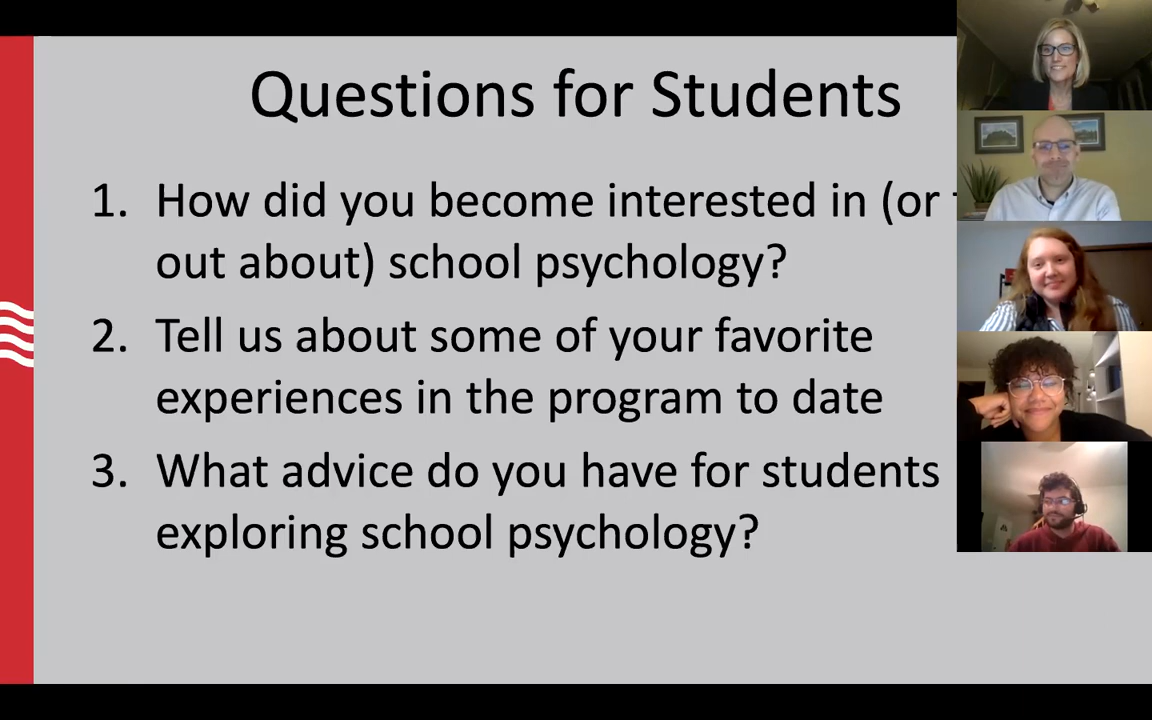 Questions for Students
1. How did you become interested in (or
out about) school psychology?
2. Tell us about some of your favorite
experiences in the program to date
3. What advice do you have for students
exploring school psychology?